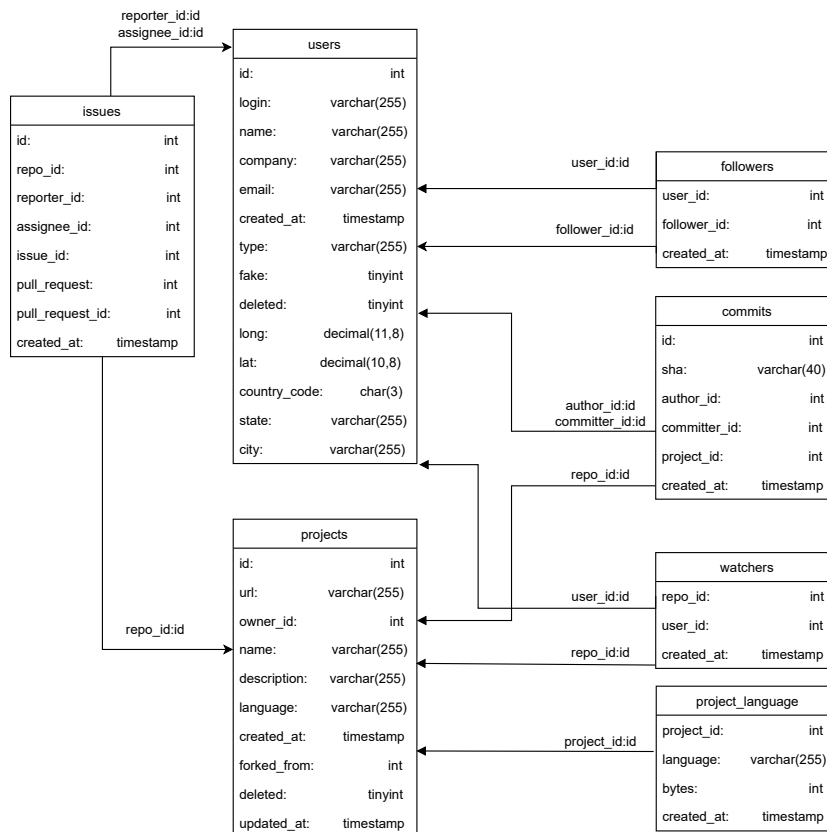 reporter_id:id
assignee_id:id
users
id: int
login: varchar(255)
name: varchar(255)
company: varchar(255)
email: varchar(255)
created_at: timestamp
type: varchar(255)
fake: tinyint
deleted: tinyint
long: decimal(11,8)
lat: decimal(10,8)
country_code: char(3)
state: varchar(255)
city: varchar(255)
issues
id: int
repo_id: int
reporter_id: int
assignee_id: int
issue_id: int
pull_request: int
pull_request_id: int
created_at: timestamp
user_id:id
follower_id:id
followers
user_id: int
follower_id: int
created_at: timestamp
commits
id: int
sha: varchar(40)
author_id: int
committer_id: int
project_id: int
created_at: timestamp
author_id:id
committer_id:id
repo_id:id
projects
id: int
url: varchar(255)
owner_id: int
name: varchar(255)
description: varchar(255)
language: varchar(255)
created_at: timestamp
forked_from: int
deleted: tinyint
updated_at: timestamp
repo_id:id
user_id:id
repo_id:id
watchers
repo_id: int
user_id: int
created_at: timestamp
project_id:id
project_language
project_id: int
language: varchar(255)
bytes: int
created_at: timestamp